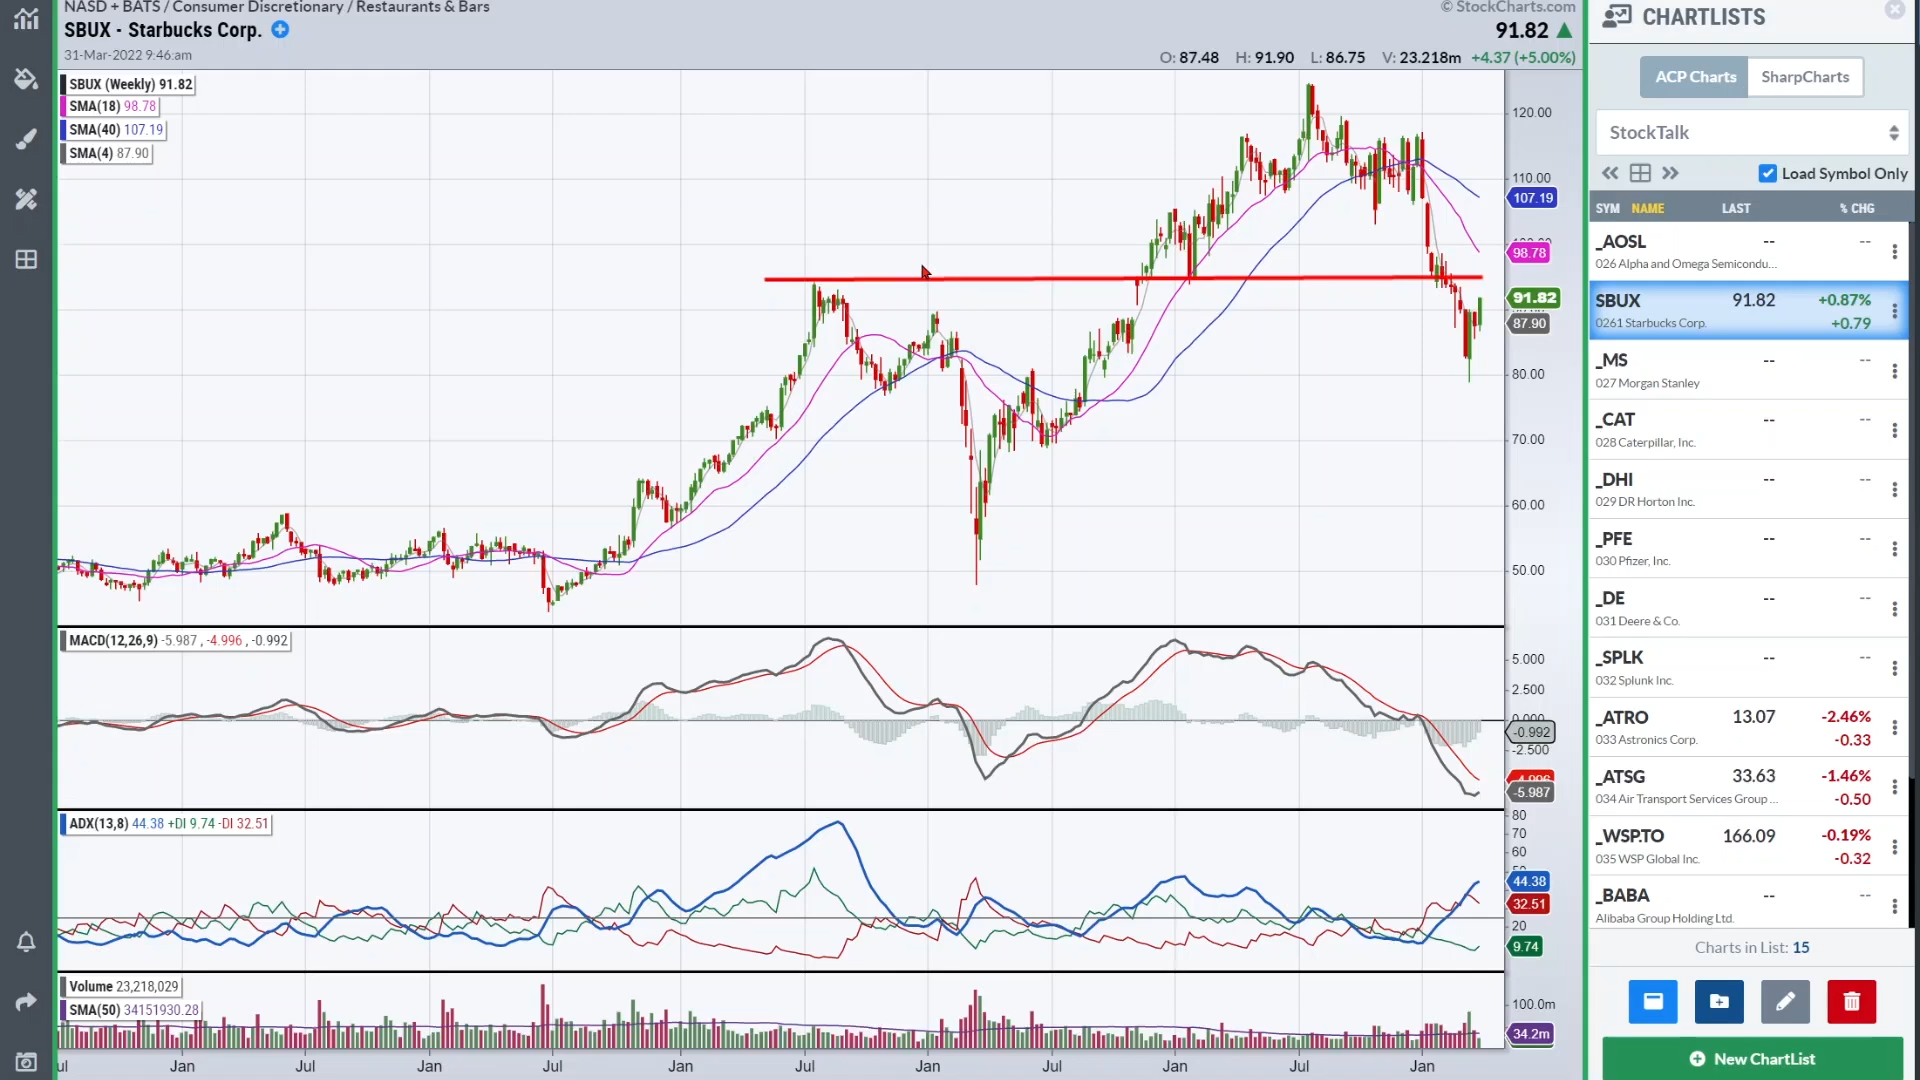 NASD + BATS / Consumer Discretionary / Restaurants & Bars
© StockCharts.com
SBUX - Starbucks Corp.
91.82
31-Mar-2022 9:46am
O: 87.48 H: 91.90 L: 86.75 V: 23.218m +4.37 (+5.00%)
SBUX (Weekly) 91.82
SMA(18) 98.78
SMA(40) 107.19
SMA(4) 87.90
120.00
110.00
107.19
98.78
91.82
87.90
80.00
70.00
60.00
50.00
MACD(12,26,9) -5.987 , -4.996 , -0.992
5.000
2.500
0.000
-0.992
-2.500
-4.996
-5.987
ADX(13,8) 44.38 +DI 9.74 -DI 32.51
80
70
60
44.38
32.51
20
9.74
Volume 23,218,029
SMA(50) 34151930.28
100.0m
34.2m
ul Jan Jul Jan Jul Jan Jul Jan Jul Jan Jul Jan
CHARTLISTS
ACP Charts SharpCharts
StockTalk
Load Symbol Only
SYM NAME LAST % CHG
_AOSL -- --
026 Alpha and Omega Semicondu...
SBUX 91.82 +0.87%
0261 Starbucks Corp. +0.79
_MS -- --
027 Morgan Stanley
_CAT -- --
028 Caterpillar, Inc.
_DHI -- --
029 DR Horton Inc.
_PFE -- --
030 Pfizer, Inc.
_DE -- --
031 Deere & Co.
_SPLK -- --
032 Splunk Inc.
_ATRO 13.07 -2.46%
033 Astronics Corp. -0.33
_ATSG 33.63 -1.46%
034 Air Transport Services Group ... -0.50
_WSP.TO 166.09 -0.19%
035 WSP Global Inc. -0.32
_BABA -- --
Alibaba Group Holding Ltd.
Charts in List: 15
New ChartList